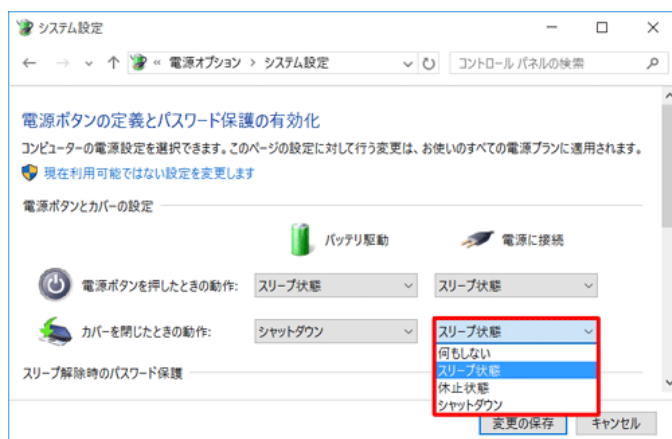 システム設定
« 電源オプション › システム設定
コントロール パネルの検索
電源ボタンの定義とパスワード保護の有効化
コンピューターの電源設定を選択できます。このページの設定に対して行う変更は、お使いのすべての電源プランに適用されます。
現在利用可能ではない設定を変更します
電源ボタンとカバーの設定
バッテリ駆動 電源に接続
電源ボタンを押したときの動作: スリープ状態 スリープ状態
カバーを閉じたときの動作: シャットダウン スリープ状態
何もしない
スリープ状態
休止状態
シャットダウン
スリープ解除時のパスワード保護
変更の保存 キャンセル